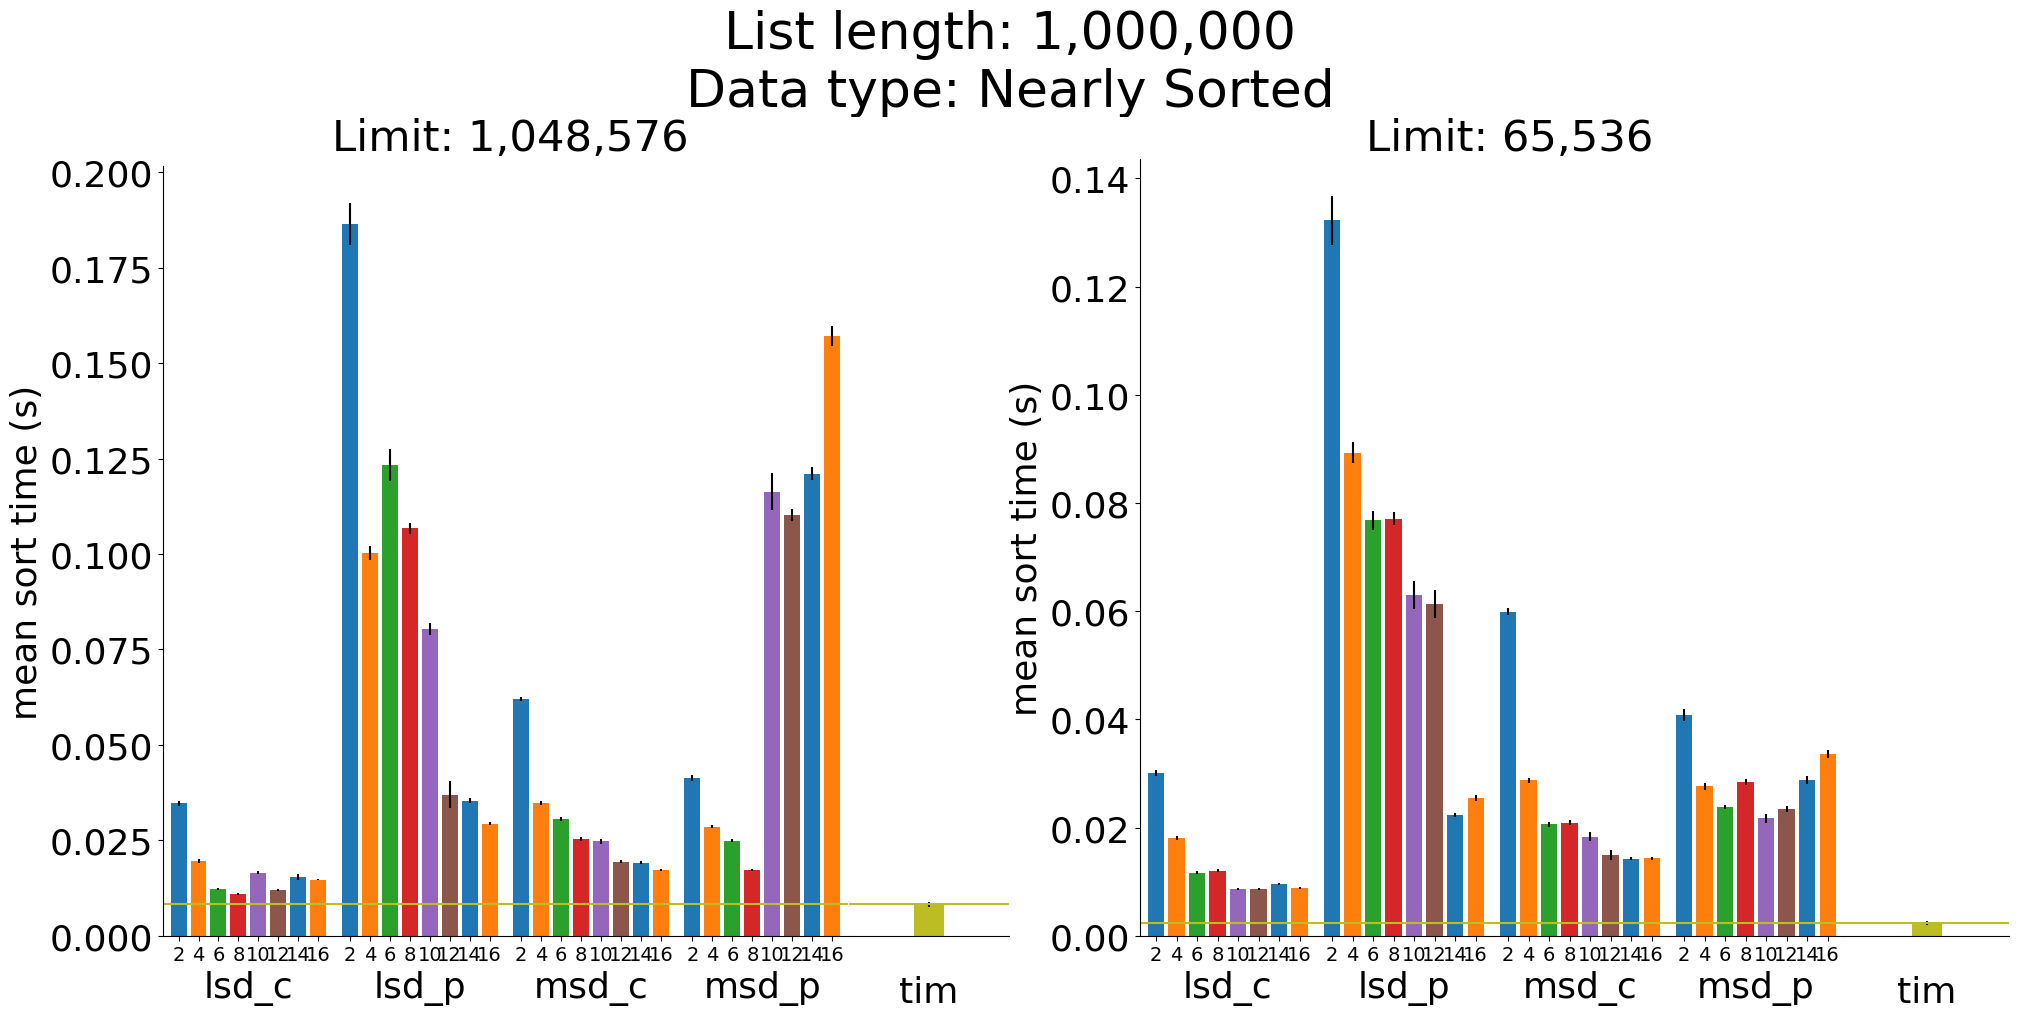 List length: 1,000,000
Data type: Nearly Sorted
Limit: 1,048,576
mean sort time (s)
0.200
0.175
0.150
0.125
0.100
0.075
0.050
0.025
0.000
2 4 6 8 10 12 14 16 2 4 6 8 10 12 14 16 2 4 6 8 10 12 14 16 2 4 6 8 10 12 14 16
lsd_c lsd_p msd_c msd_p tim
Limit: 65,536
mean sort time (s)
0.14
0.12
0.10
0.08
0.06
0.04
0.02
0.00
2 4 6 8 10 12 14 16 2 4 6 8 10 12 14 16 2 4 6 8 10 12 14 16 2 4 6 8 10 12 14 16
lsd_c lsd_p msd_c msd_p tim